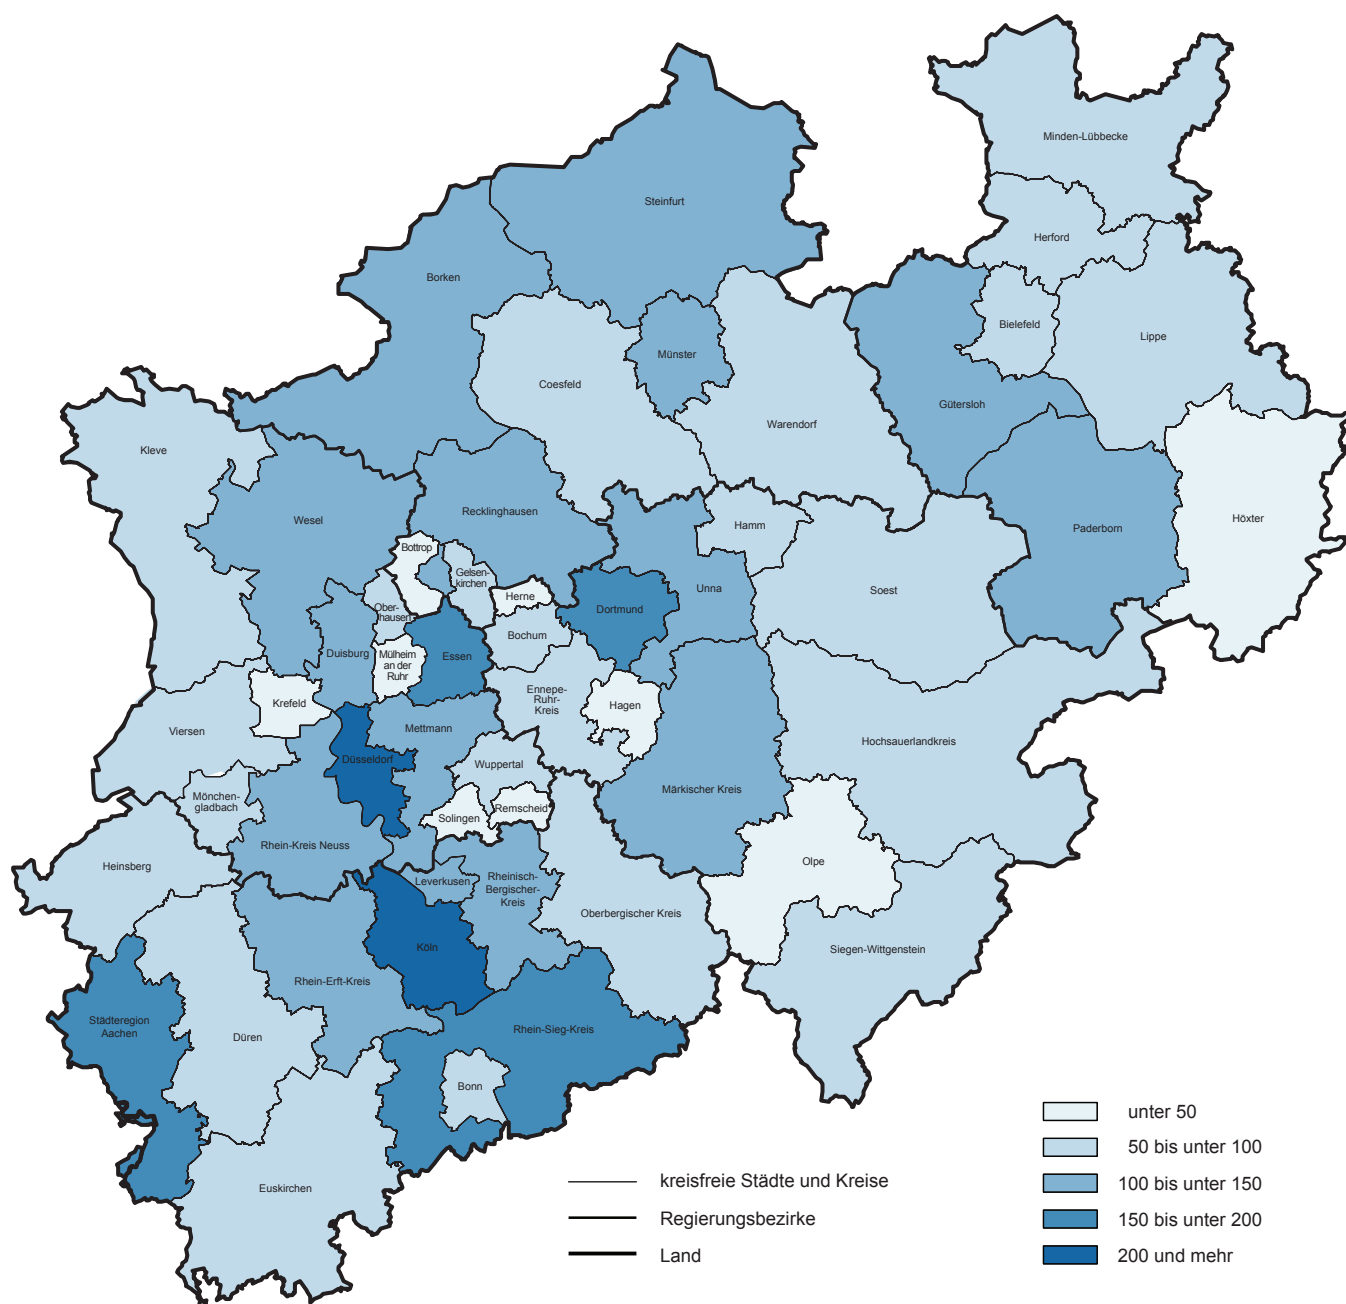 Minden-Lübbecke
Steinfurt
Herford
Borken
Bielefeld
Lippe
Münster
Coesfeld
Gütersloh
Warendorf
Kleve
Wesel
Recklinghausen
Hamm
Paderborn
Höxter
Bottrop
Gelsen-
kirchen
Herne
Dortmund
Unna
Soest
Ober-
hausen
Bochum
Duisburg
Mülheim
an der
Ruhr
Essen
Ennepe-
Ruhr-
Kreis
Hagen
Krefeld
Viersen
Mettmann
Hochsauerlandkreis
Düsseldorf
Wuppertal
Märkischer Kreis
Mönchen-
gladbach
Solingen
Remscheid
Rhein-Kreis Neuss
Heinsberg
Olpe
Leverkusen
Rheinisch-
Bergischer-
Kreis
Oberbergischer Kreis
Köln
Siegen-Wittgenstein
Rhein-Erft-Kreis
Städteregion
Aachen
Düren
Rhein-Sieg-Kreis
Bonn
Euskirchen
kreisfreie Städte und Kreise
Regierungsbezirke
Land
unter 50
50 bis unter 100
100 bis unter 150
150 bis unter 200
200 und mehr